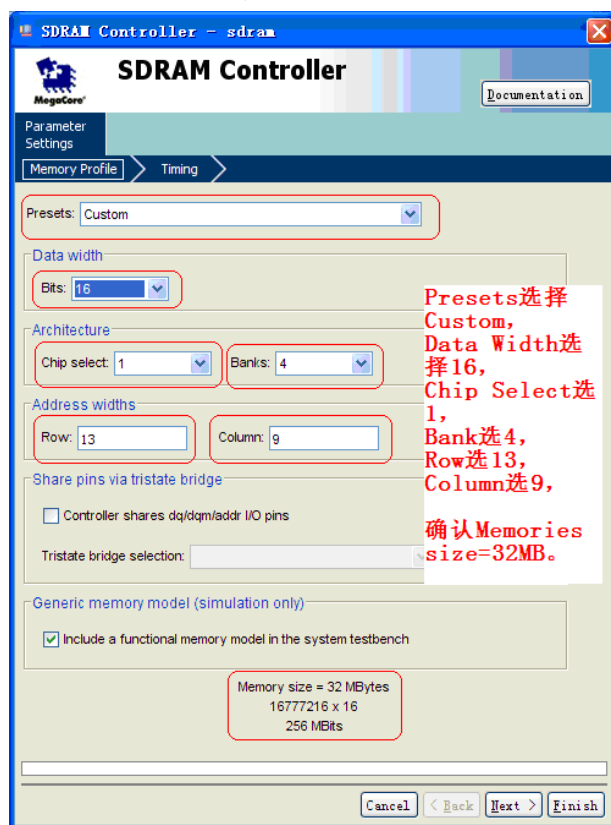 SDRAM Controller - sdram
SDRAM Controller
MegaCore'
Documentation
Parameter
Settings
Memory Profile
Timing
Presets: Custom
Data width
Bits: 16
Architecture
Chip select: 1
Banks: 4
Address widths
Row: 13
Column: 9
Share pins via tristate bridge
Controller shares dq/dqm/addr I/O pins
Tristate bridge selection:
Generic memory model (simulation only)
Include a functional memory model in the system testbench
Memory size = 32 MBytes
16777216 x 16
256 MBits
Presets选择
Custom,
Data Width选
择16,
Chip Select选
1,
Bank选4,
Row选13,
Column选9,
确认Memories
size=32MB。
Cancel
< Back
Next >
Finish